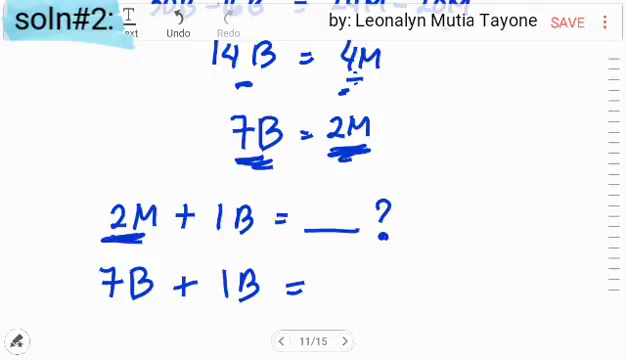 soln#2:
Undo
Redo
by: Leonalyn Mutia Tayone
SAVE
14B = 4M
7B = 2M
2M + 1B = ___ ?
7B + 1B =
11/15